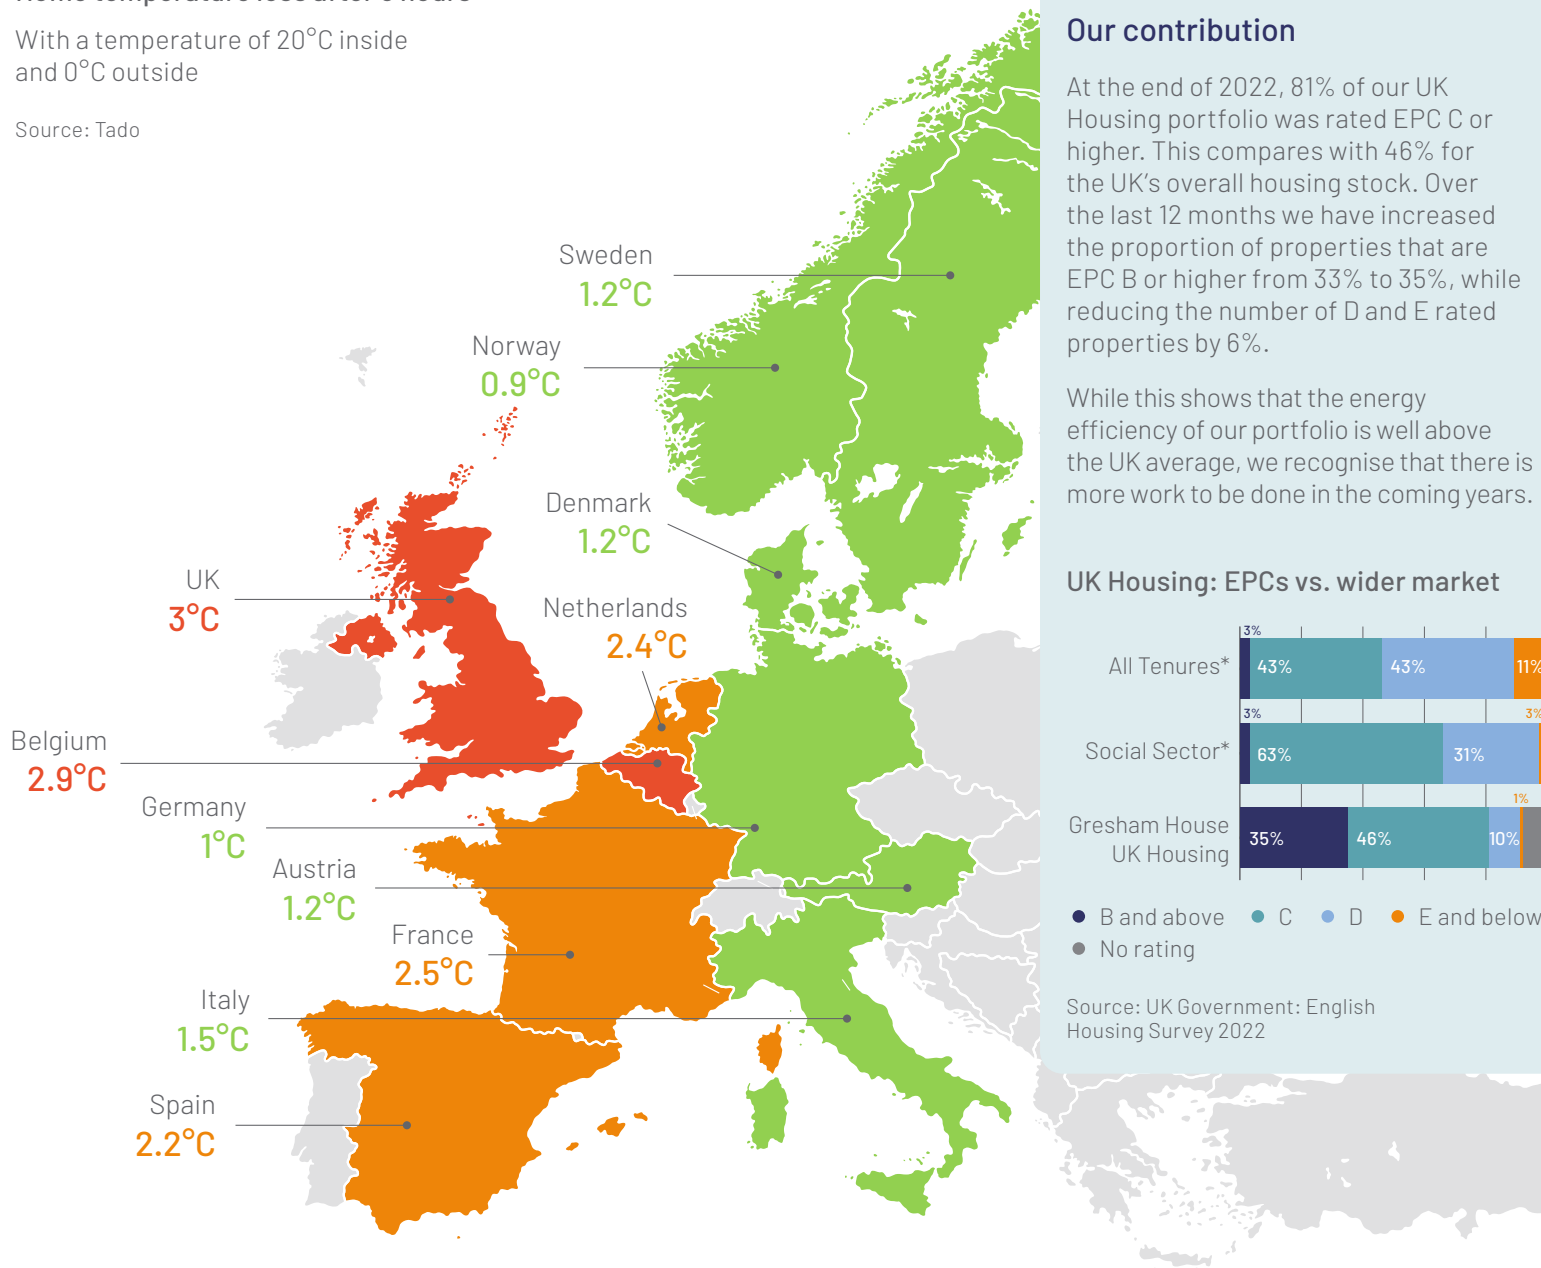 Home temperature loss after 5 hours
With a temperature of 20°C inside
and 0°C outside
Source: Tado
Sweden
1.2°C
Norway
0.9°C
Denmark
1.2°C
UK
3°C
Netherlands
2.4°C
Belgium
2.9°C
Germany
1°C
Austria
1.2°C
France
2.5°C
Italy
1.5°C
Spain
2.2°C
Our contribution
At the end of 2022, 81% of our UK
Housing portfolio was rated EPC C or
higher. This compares with 46% for
the UK's overall housing stock. Over
the last 12 months we have increased
the proportion of properties that are
EPC B or higher from 33% to 35%, while
reducing the number of D and E rated
properties by 6%.
While this shows that the energy
efficiency of our portfolio is well above
the UK average, we recognise that there is
more work to be done in the coming years.
UK Housing: EPCs vs. wider market
3%
All Tenures* 43% 43% 11%
3% 3%
Social Sector* 63% 31%
1%
Gresham House
UK Housing
35% 46% 10%
B and above C D E and below
No rating
Source: UK Government: English
Housing Survey 2022